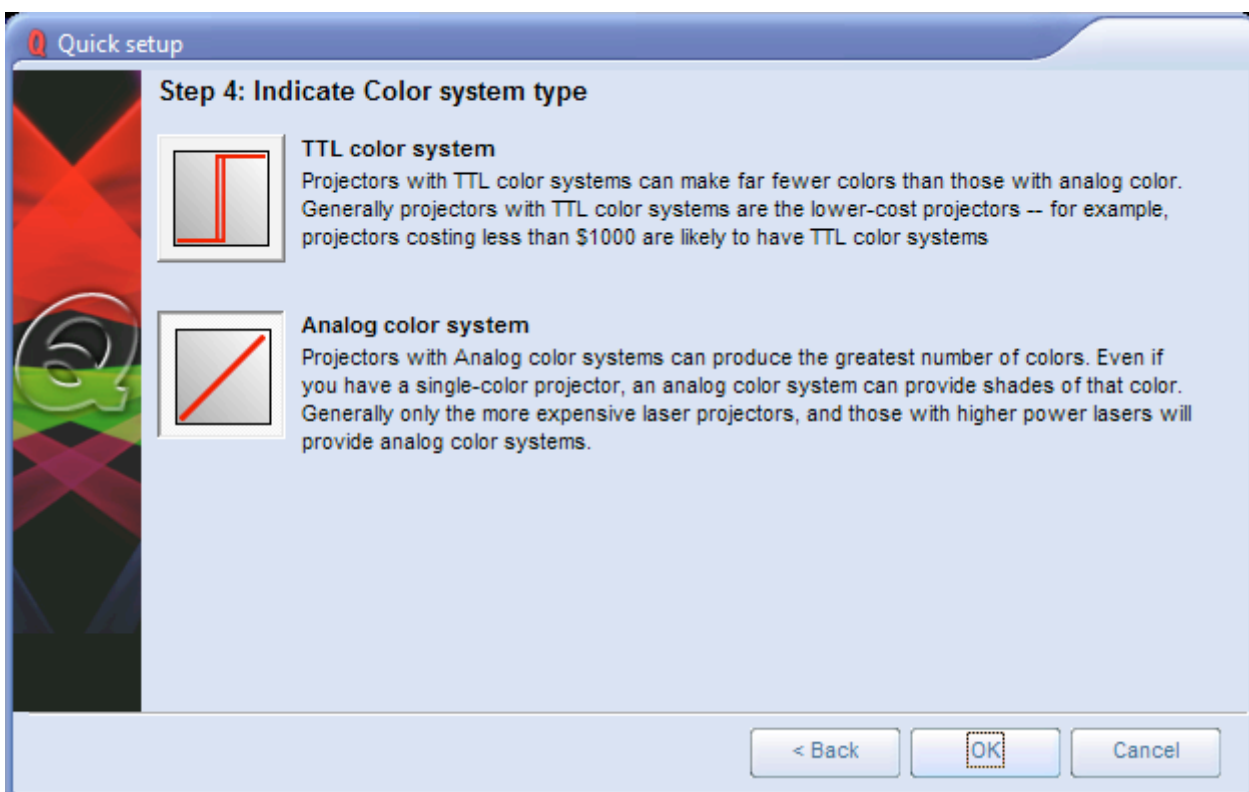 Quick setup
Step 4: Indicate Color system type
TTL color system
Projectors with TTL color systems can make far fewer colors than those with analog color.
Generally projectors with TTL color systems are the lower-cost projectors -- for example,
projectors costing less than $1000 are likely to have TTL color systems
Analog color system
Projectors with Analog color systems can produce the greatest number of colors. Even if
you have a single-color projector, an analog color system can provide shades of that color.
Generally only the more expensive laser projectors, and those with higher power lasers will
provide analog color systems.
< Back
OK
Cancel